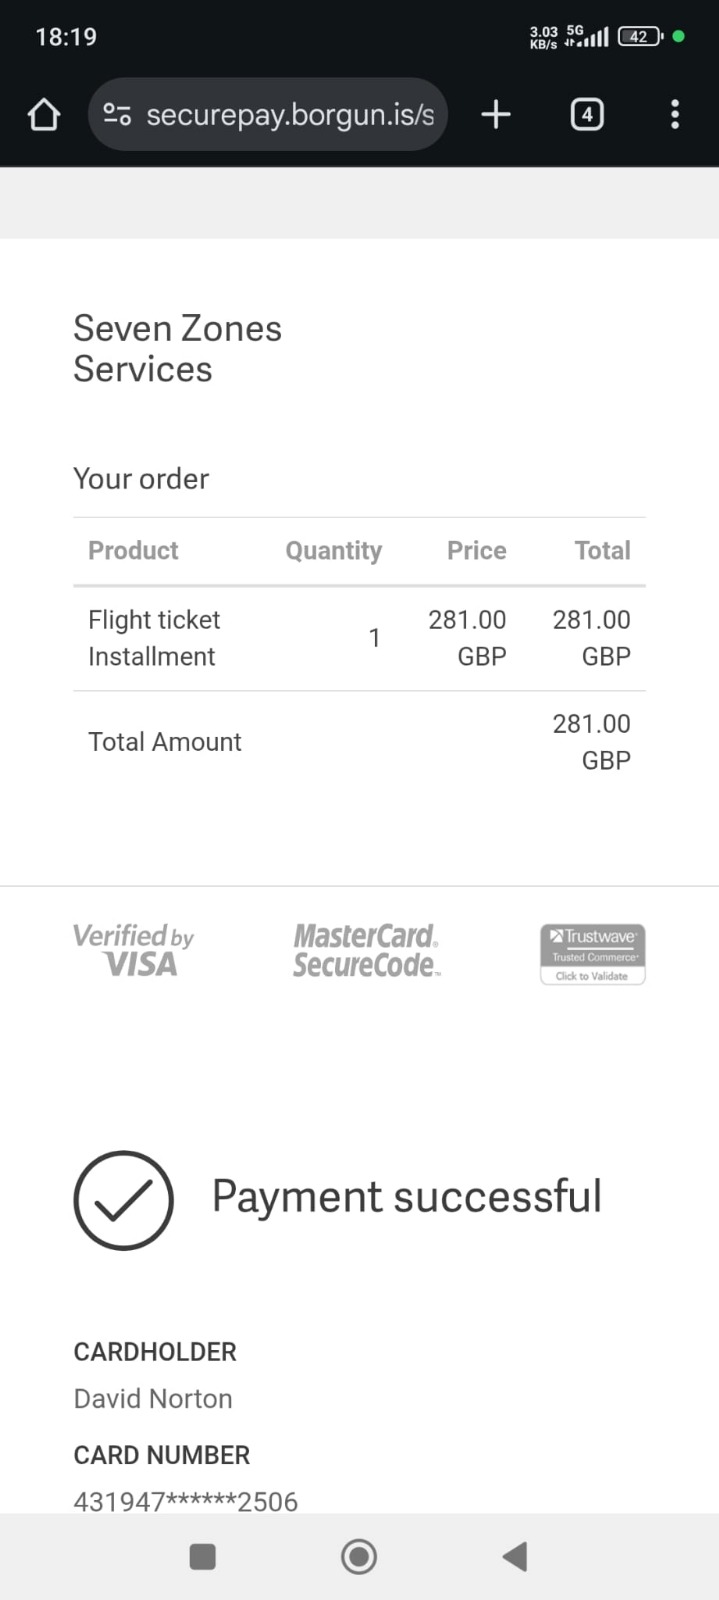 18:19
3.03 KB/s 5G 42
securepay.borgun.is/s
4
Seven Zones
Services
Your order
Product Quantity Price Total
Flight ticket Installment 1 281.00 GBP 281.00 GBP
Total Amount 281.00 GBP
Verified by VISA
MasterCard. SecureCode.
Trustwave
Trusted Commerce
Click to Validate
Payment successful
CARDHOLDER
David Norton
CARD NUMBER
431947******2506